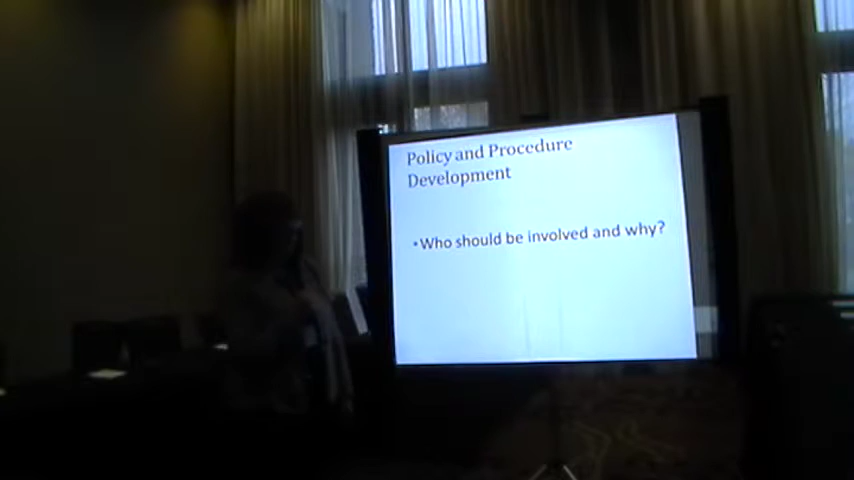 Policy and Procedure
Development
• Who should be involved and why?